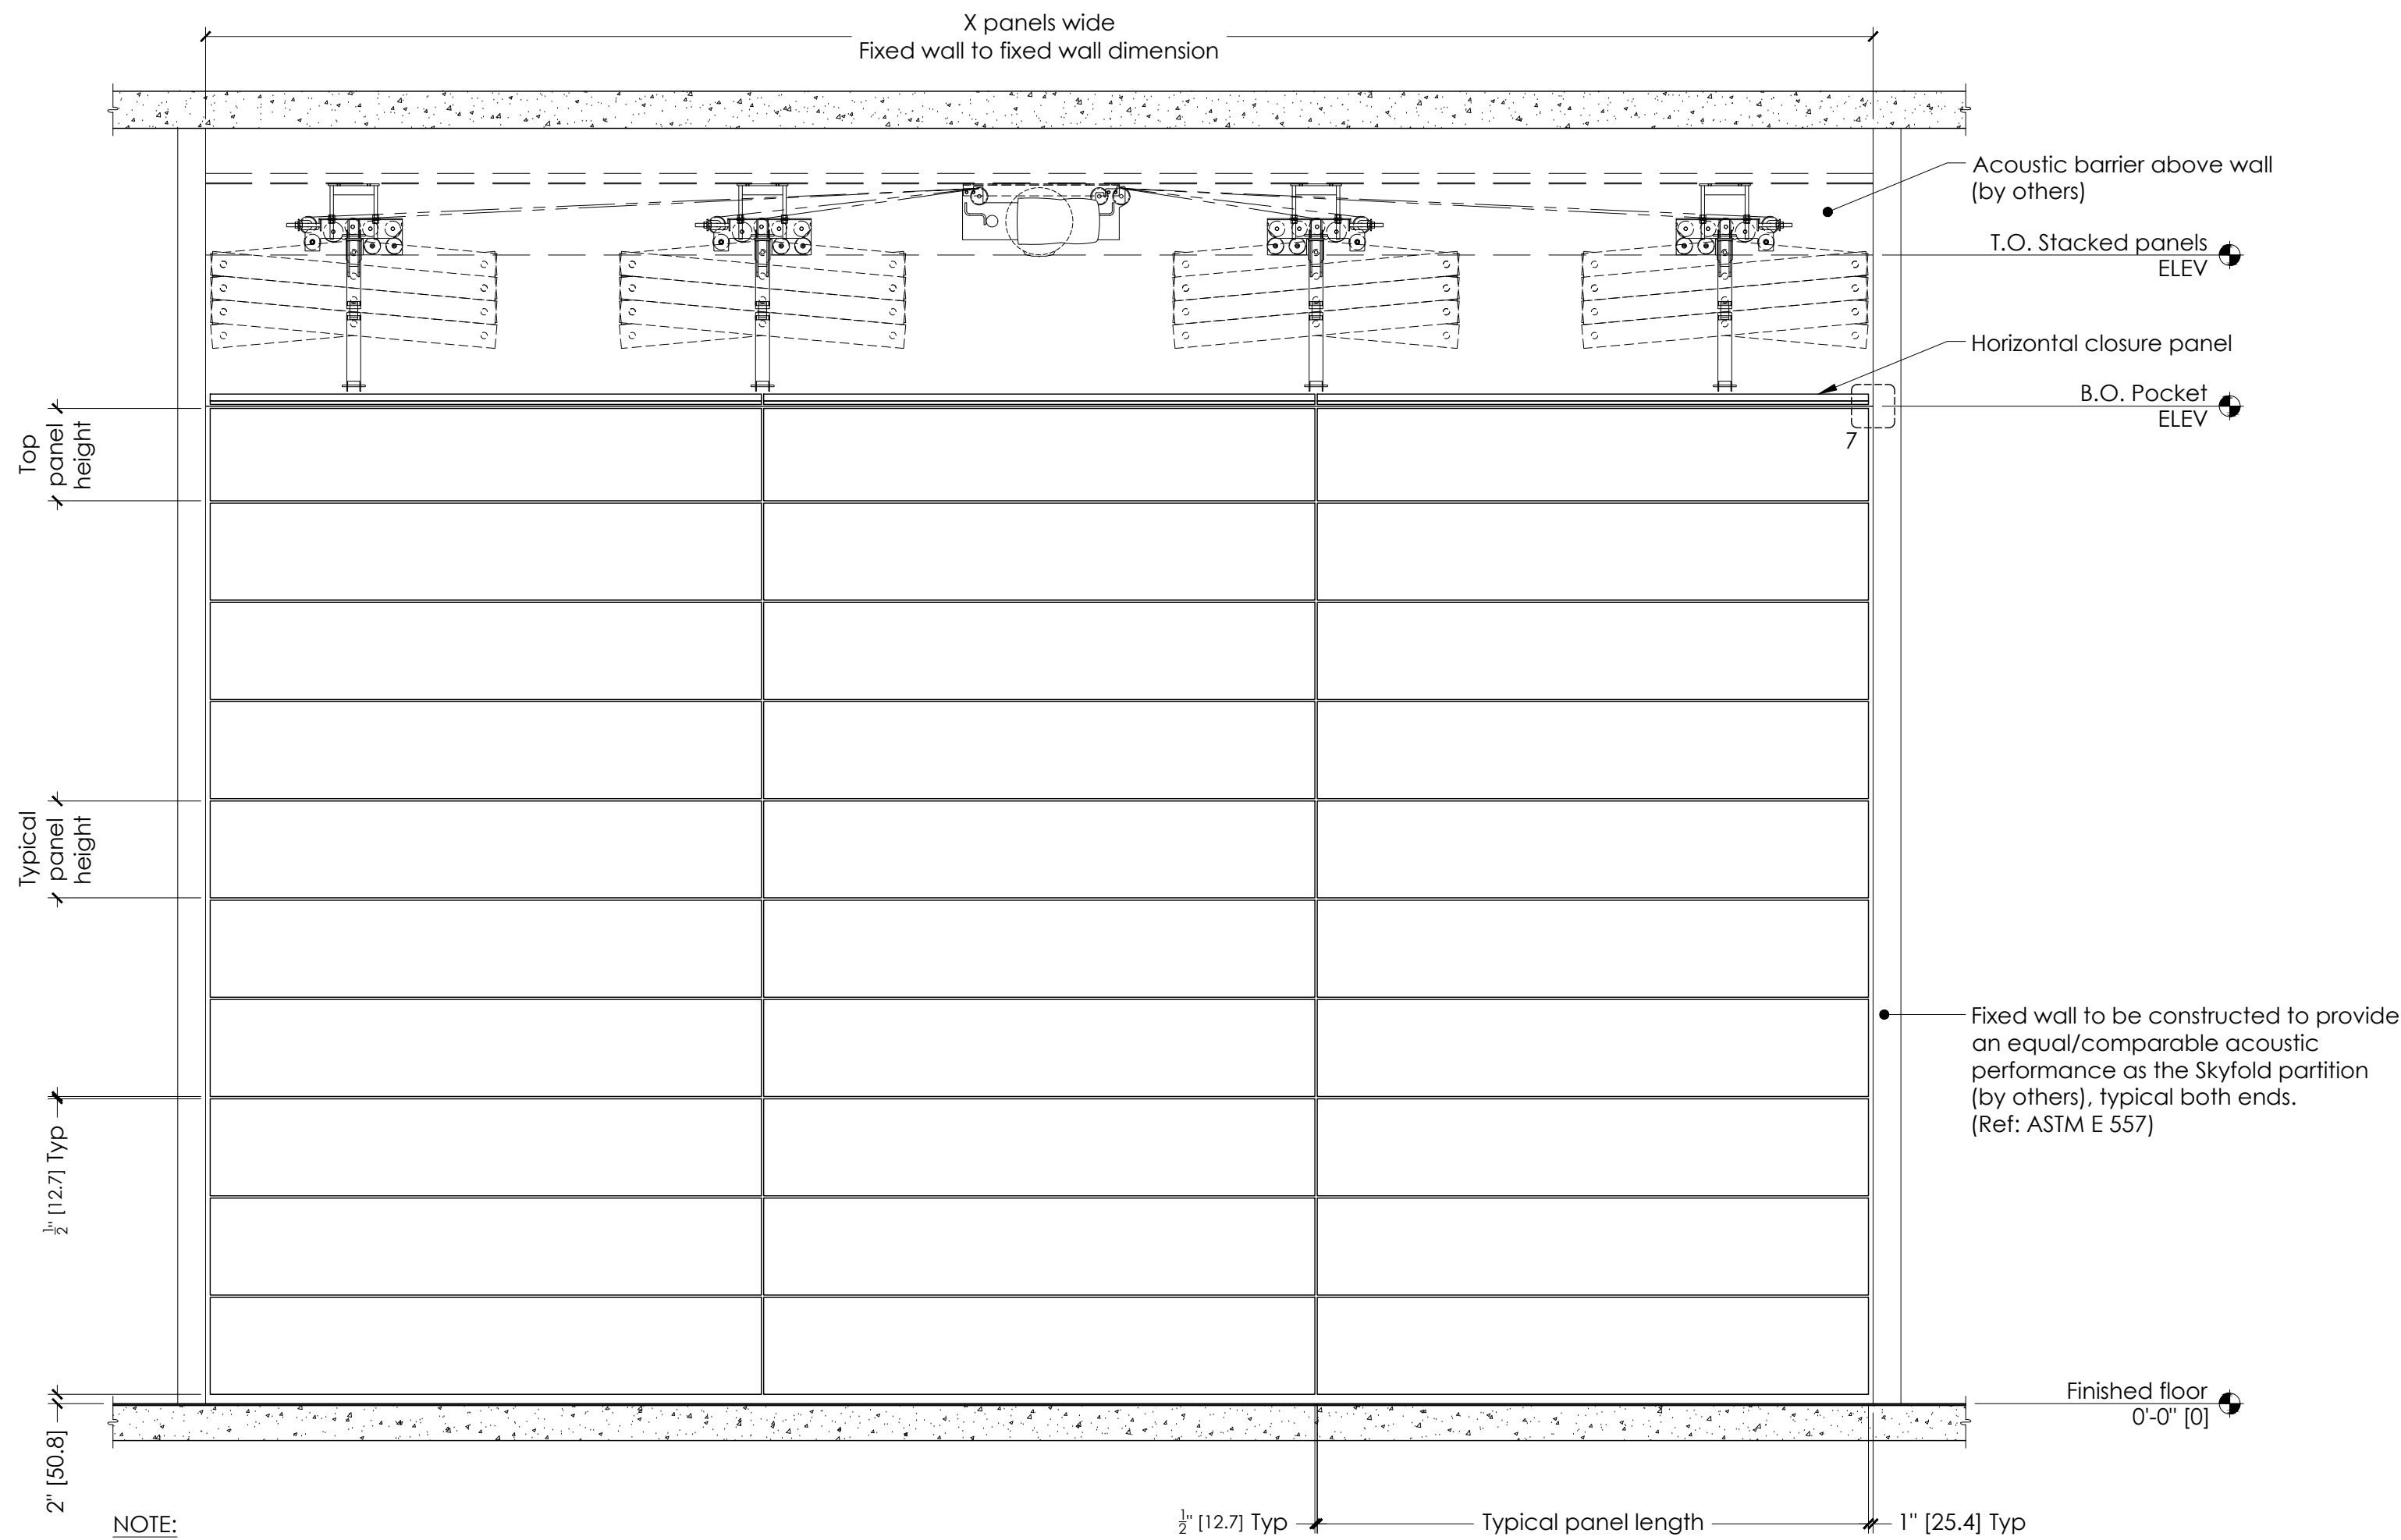 X panels wide
Fixed wall to fixed wall dimension
Acoustic barrier above wall
(by others)
T.O. Stacked panels
ELEV
Horizontal closure panel
B.O. Pocket
ELEV
7
Top
panel
height
Typical
panel
height
Fixed wall to be constructed to provide
an equal/comparable acoustic
performance as the Skyfold partition
(by others), typical both ends.
(Ref: ASTM E 557)
½" [12.7] Typ
Finished floor
0'-0" [0]
2" [50.8]
NOTE:
½" [12.7] Typ
Typical panel length
1" [25.4] Typ